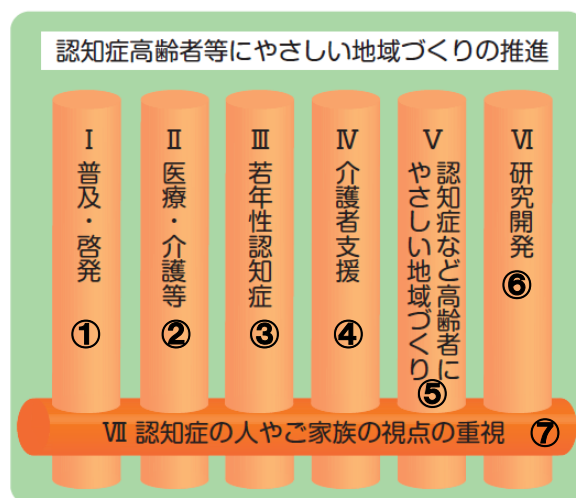 認知症高齢者等にやさしい地域づくりの推進
Ⅰ 普及・啓発 ①
Ⅱ 医療・介護等 ②
Ⅲ 若年性認知症 ③
Ⅳ 介護者支援 ④
Ⅴ 認知症など高齢者に
やさしい地域づくり ⑤
Ⅵ 研究開発 ⑥
Ⅶ 認知症の人やご家族の視点の重視 ⑦